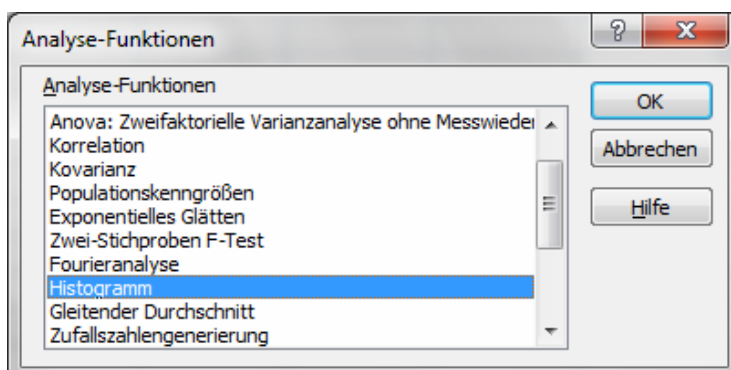 Analyse-Funktionen
Analyse-Funktionen
Anova: Zweifaktorielle Varianzanalyse ohne Messwieder
Korrelation
Kovarianz
Populationskenngrößen
Exponentielles Glätten
Zwei-Stichproben F-Test
Fourieranalyse
Histogramm
Gleitender Durchschnitt
Zufallszahlengenerierung
OK
Abbrechen
Hilfe